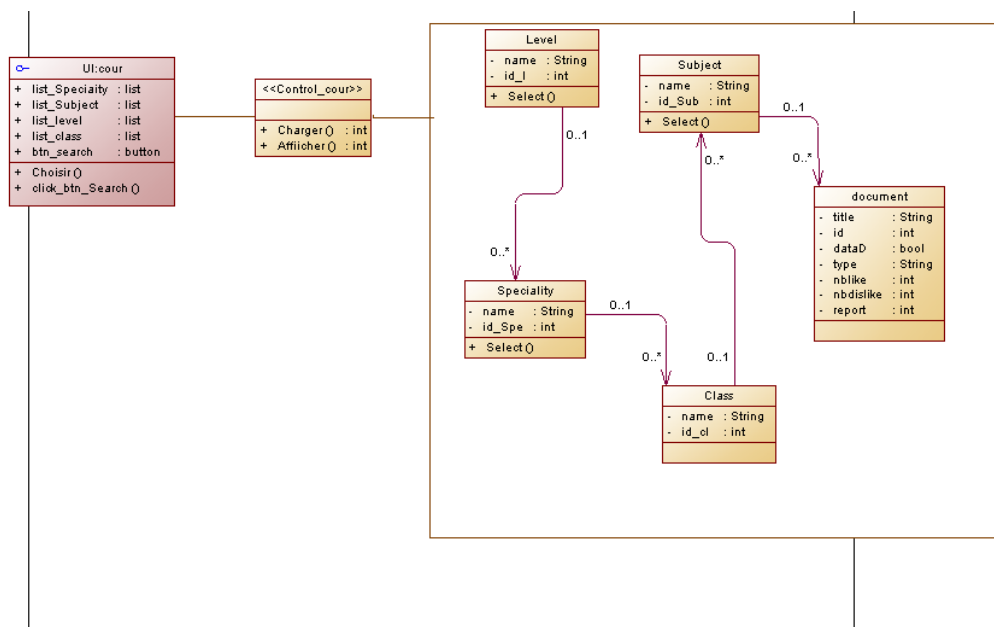 UI:cour
+ list_Speciality : list
+ list_Subject : list
+ list_level : list
+ list_class : list
+ btn_search : button
+ Choisir ()
+ click_btn_Search ()
<<Control_cour>>
+ Charger () : int
+ Affiicher () : int
Level
- name : String
- id_l : int
+ Select ()
0..1
0..*
Speciality
- name : String
- id_Spe : int
+ Select ()
0..1
0..*
Class
- name : String
- id_cl : int
0..1
0..*
Subject
- name : String
- id_Sub : int
+ Select ()
0..1
0..*
document
- title : String
- id : int
- dataD : bool
- type : String
- nblike : int
- nbdislike : int
- report : int